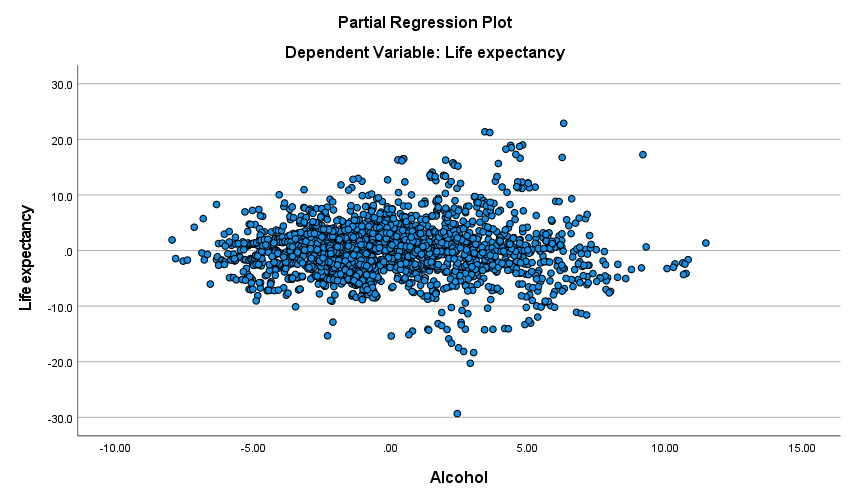 Partial Regression Plot
Dependent Variable: Life expectancy
30.0
20.0
10.0
.0
-10.0
-20.0
-30.0
Life expectancy
-10.00 -5.00 .00 5.00 10.00 15.00
Alcohol